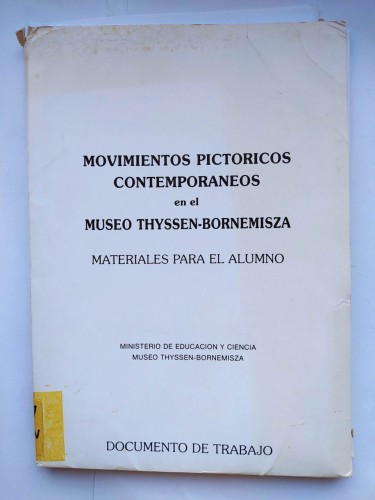 MOVIMIENTOS PICTORICOS
CONTEMPORANEOS
en el
MUSEO THYSSEN-BORNEMISZA
MATERIALES PARA EL ALUMNO
MINISTERIO DE EDUCACION Y CIENCIA
MUSEO THYSSEN-BORNEMISZA
DOCUMENTO DE TRABAJO